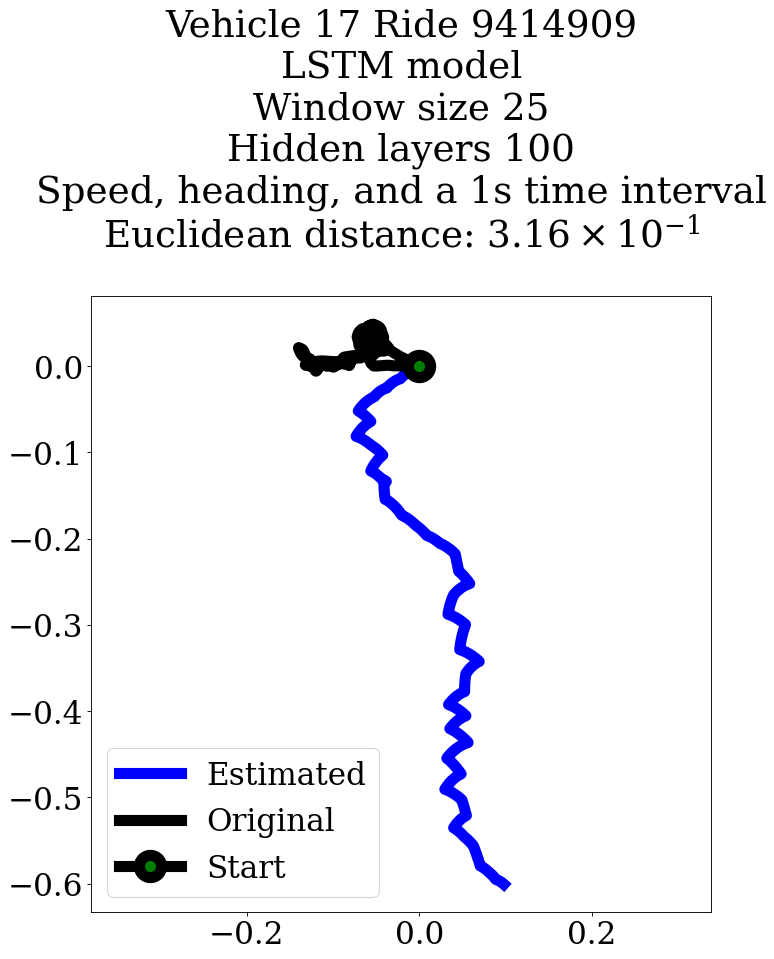 Vehicle 17 Ride 9414909
LSTM model
Window size 25
Hidden layers 100
Speed, heading, and a 1s time interval
Euclidean distance: 3.16 × 10⁻¹
0.0
−0.1
−0.2
−0.3
−0.4
−0.5
−0.6
Estimated
Original
Start
−0.2 0.0 0.2